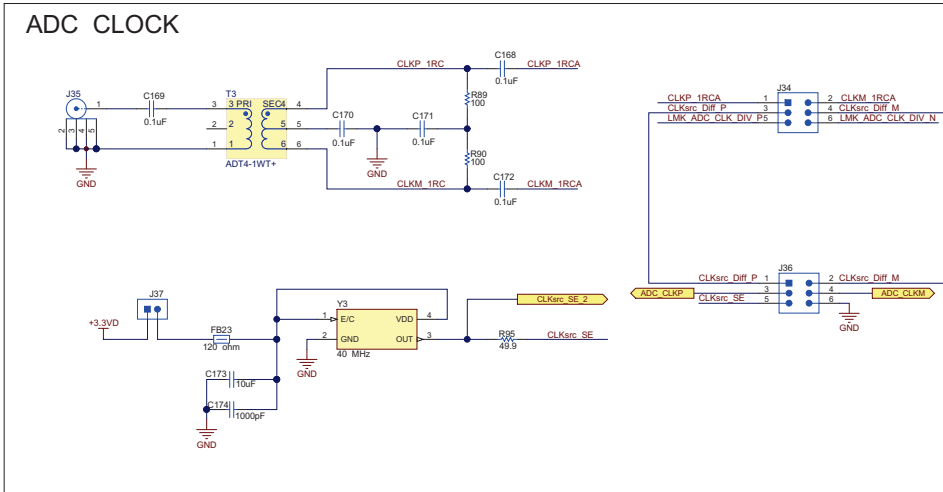 ADC CLOCK
J35
1
2 3 4 5
GND
C169
0.1uF
T3
3 3 PRI SEC4 4
2 2 5 5
1 1 6 6
ADT4-1WT+
CLKP_1RC
C168
0.1uF
CLKP_1RCA
C170
0.1uF
C171
0.1uF
GND
R89
100
R90
100
CLKM_1RC
C172
0.1uF
CLKM_1RCA
J34
CLKP_1RCA 1 2 CLKM_1RCA
CLKsrc_Diff_P 3 4 CLKsrc_Diff_M
LMK_ADC_CLK_DIV_P 5 6 LMK_ADC_CLK_DIV_N
J36
CLKsrc_Diff_P 1 2 CLKsrc_Diff_M
ADC_CLKP 3 4 ADC_CLKM
CLKsrc_SE 5 6
GND
J37
+3.3VD
FB23
120 ohm
C173
10uF
C174
1000pF
GND
Y3
1 E/C VDD 4
2 GND OUT 3
40 MHz
GND
CLKsrc_SE_2
R95
49.9
CLKsrc_SE